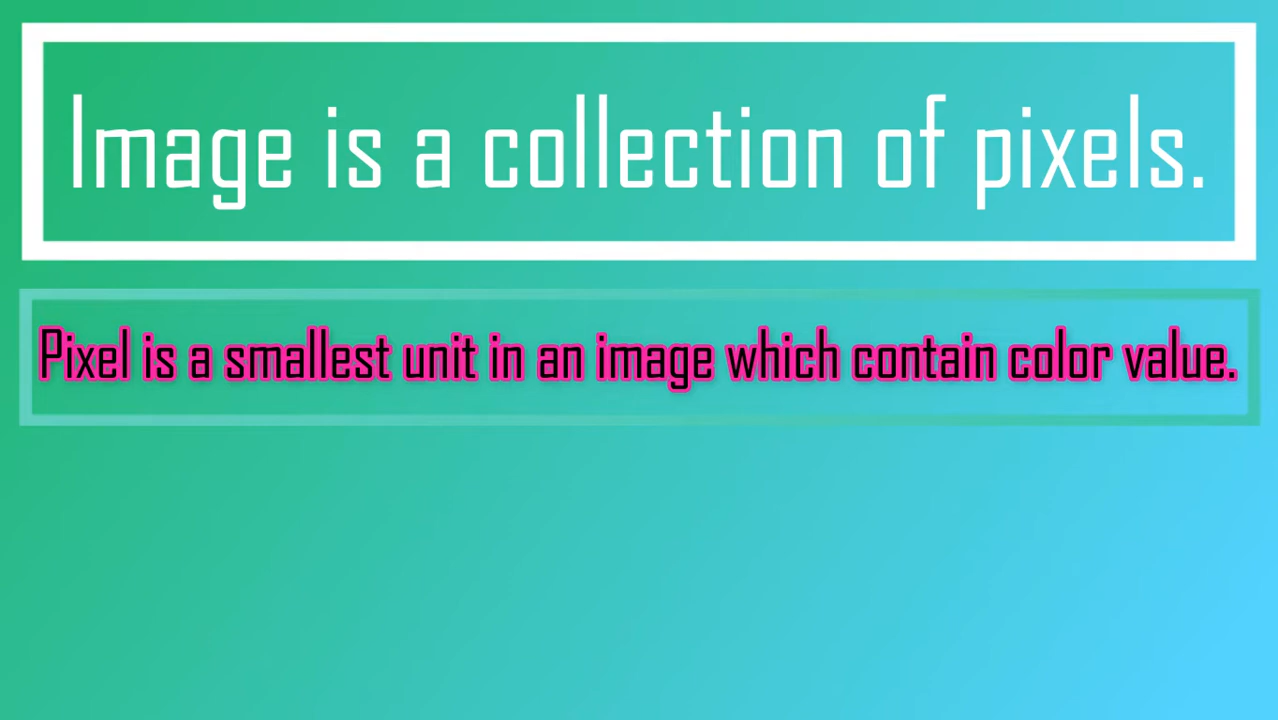 Image is a collection of pixels.
Pixel is a smallest unit in an image which contain color value.